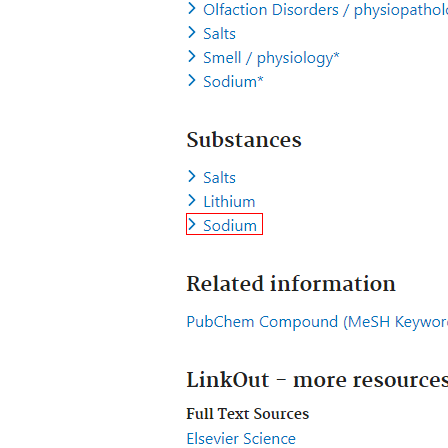 Olfaction Disorders / physiopathol
Salts
Smell / physiology*
Sodium*
Substances
Salts
Lithium
Sodium
Related information
PubChem Compound (MeSH Keywor
LinkOut - more resources
Full Text Sources
Elsevier Science